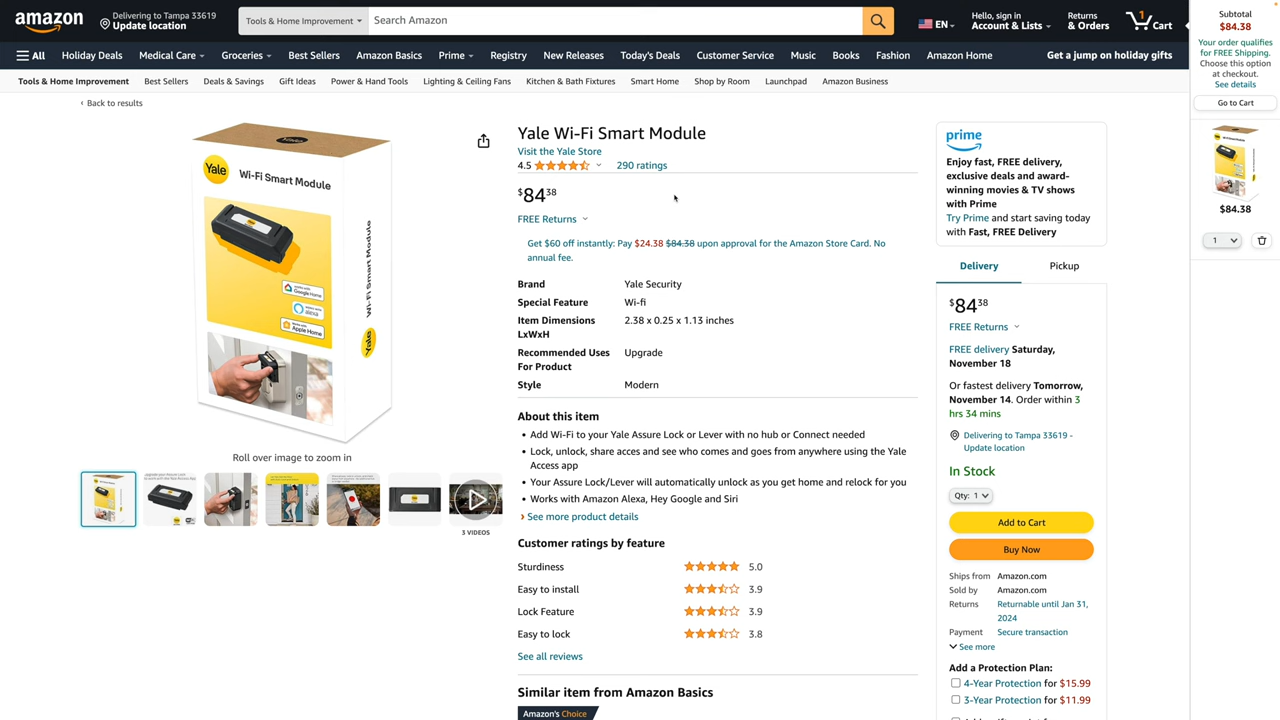 amazon
Delivering to Tampa 33619
Update location
Tools & Home Improvement
Search Amazon
EN
Hello, sign in
Account & Lists
Returns
& Orders
1
Cart
All
Holiday Deals
Medical Care
Groceries
Best Sellers
Amazon Basics
Prime
Registry
New Releases
Today's Deals
Customer Service
Music
Books
Fashion
Amazon Home
Get a jump on holiday gifts
Tools & Home Improvement
Best Sellers
Deals & Savings
Gift Ideas
Power & Hand Tools
Lighting & Ceiling Fans
Kitchen & Bath Fixtures
Smart Home
Shop by Room
Launchpad
Amazon Business
‹ Back to results
Yale
Wi-Fi Smart Module
Wi-Fi Smart Module
Google Home
alexa
Apple Home
Yale
Roll over image to zoom in
3 VIDEOS
Yale Wi-Fi Smart Module
Visit the Yale Store
4.5
290 ratings
$84.38
FREE Returns
Get $60 off instantly: Pay $24.38 $84.38 upon approval for the Amazon Store Card. No
annual fee.
Brand Yale Security
Special Feature Wi-fi
Item Dimensions 2.38 x 0.25 x 1.13 inches
LxWxH
Recommended Uses Upgrade
For Product
Style Modern
About this item
• Add Wi-Fi to your Yale Assure Lock or Lever with no hub or Connect needed
• Lock, unlock, share acces and see who comes and goes from anywhere using the Yale
Access app
• Your Assure Lock/Lever will automatically unlock as you get home and relock for you
• Works with Amazon Alexa, Hey Google and Siri
› See more product details
Customer ratings by feature
Sturdiness 5.0
Easy to install 3.9
Lock Feature 3.9
Easy to lock 3.8
See all reviews
Similar item from Amazon Basics
Amazon's Choice
prime
Enjoy fast, FREE delivery,
exclusive deals and award-
winning movies & TV shows
with Prime
Try Prime and start saving today
with Fast, FREE Delivery
Delivery
Pickup
$84.38
FREE Returns
FREE delivery Saturday,
November 18
Or fastest delivery Tomorrow,
November 14. Order within 3
hrs 34 mins
Delivering to Tampa 33619 -
Update location
In Stock
Qty: 1
Add to Cart
Buy Now
Ships from Amazon.com
Sold by Amazon.com
Returns Returnable until Jan 31,
2024
Payment Secure transaction
See more
Add a Protection Plan:
4-Year Protection for $15.99
3-Year Protection for $11.99
Subtotal
$84.38
Your order qualifies
for FREE Shipping.
Choose this option
at checkout.
See details
Go to Cart
$84.38
1